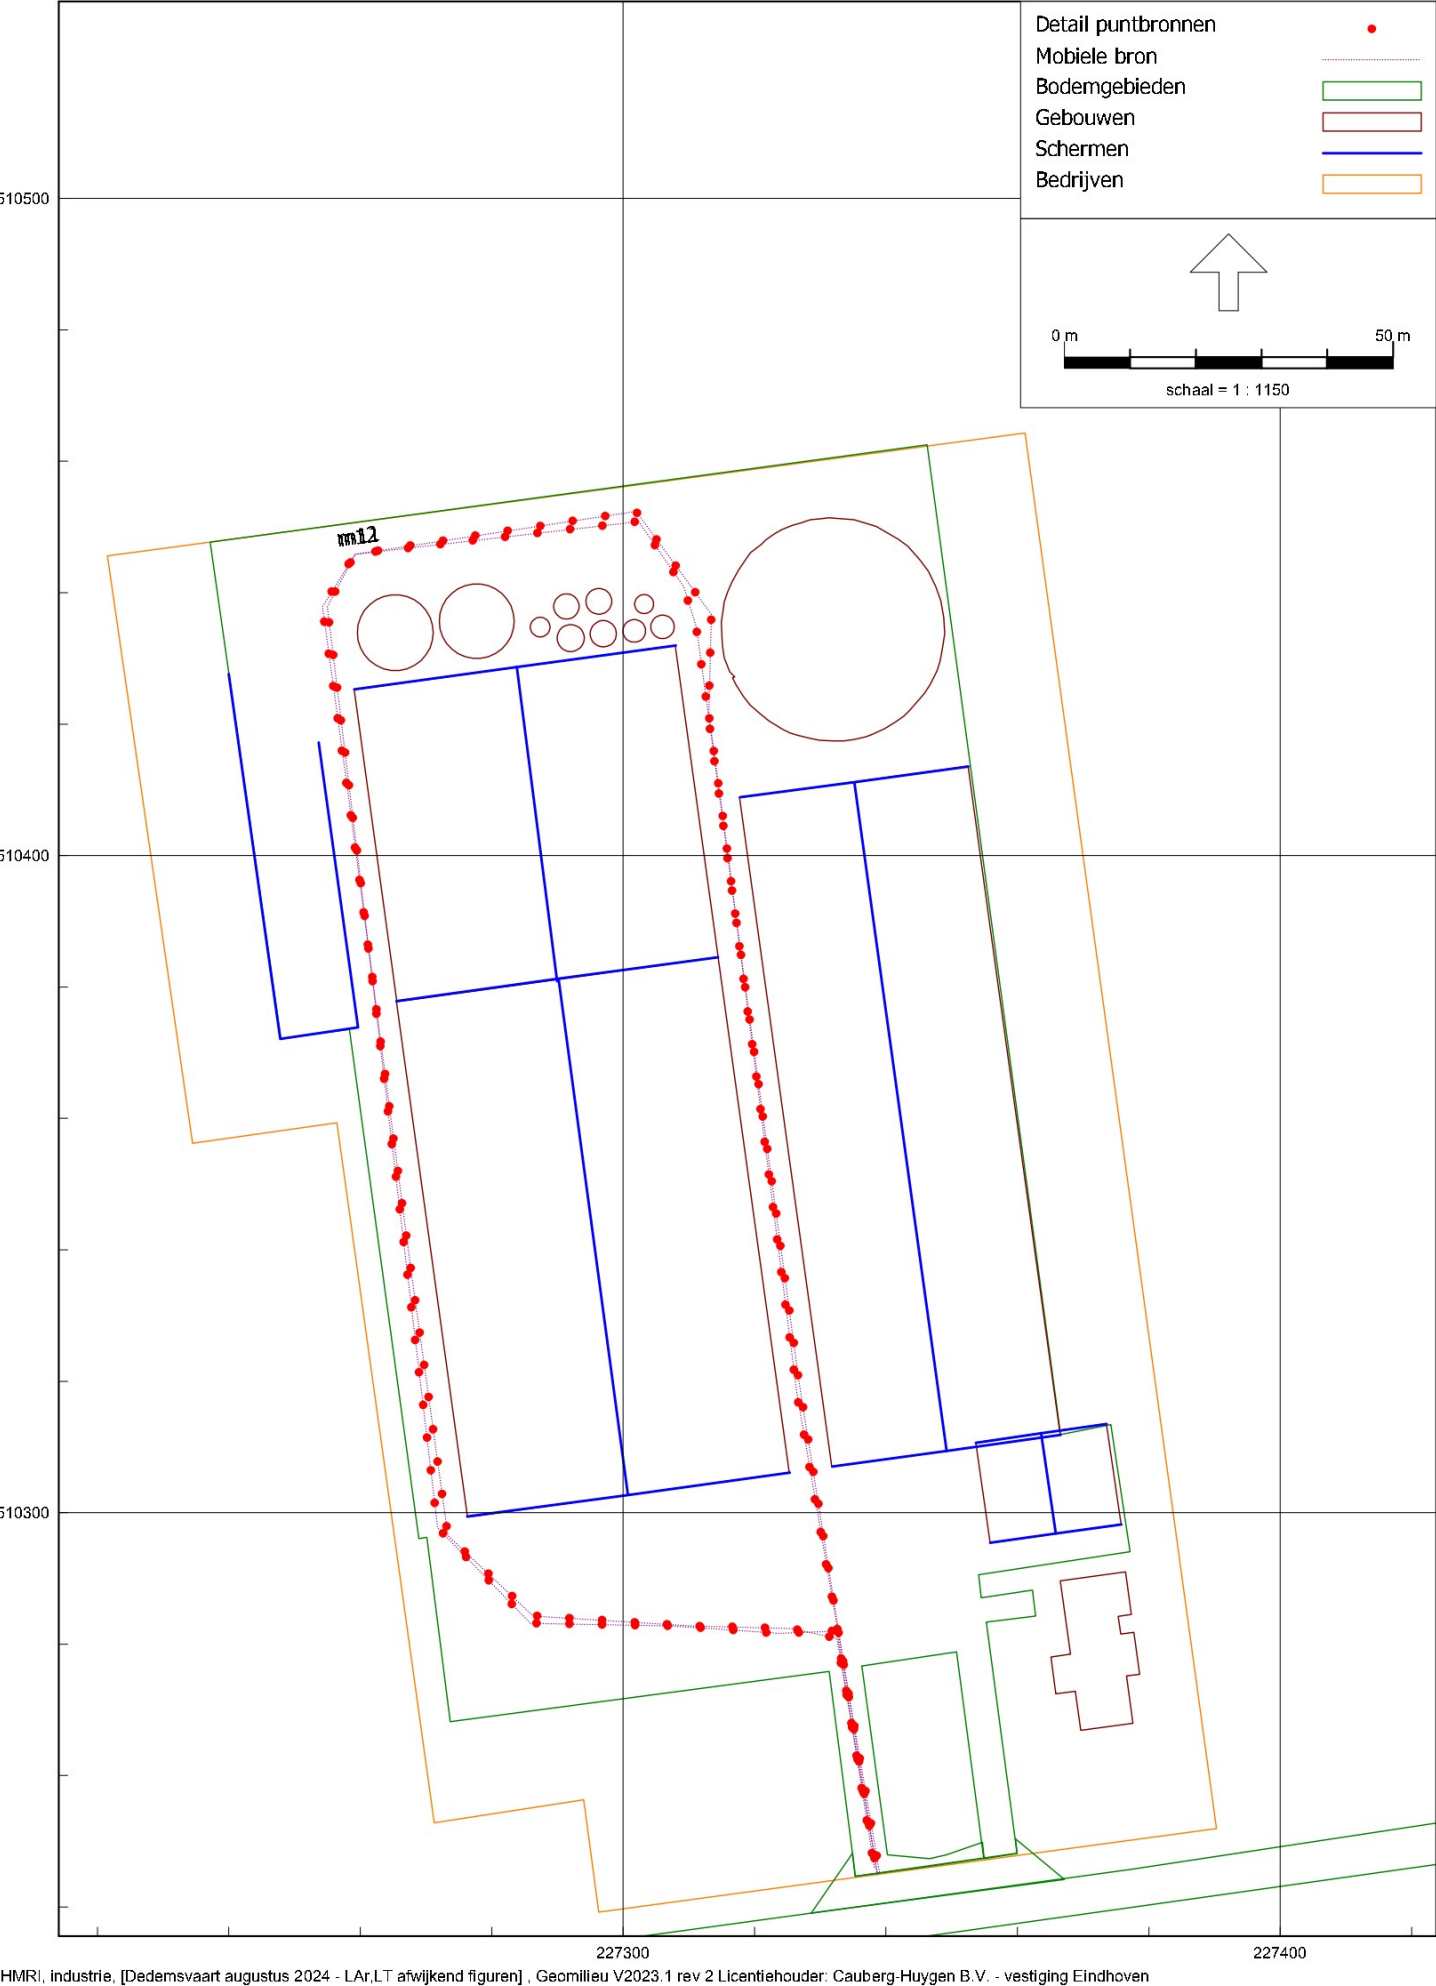 Detail puntbronnen
Mobiele bron
Bodemgebieden
Gebouwen
Schermen
Bedrijven
510500
0 m 50 m
schaal = 1 : 1150
510400
510300
227300 227400
HMRI, industrie, [Dedemsvaart augustus 2024 - LAr,LT afwijkend figuren] , Geomilieu V2023.1 rev 2 Licentiehouder: Cauberg-Huygen B.V. - vestiging Eindhoven